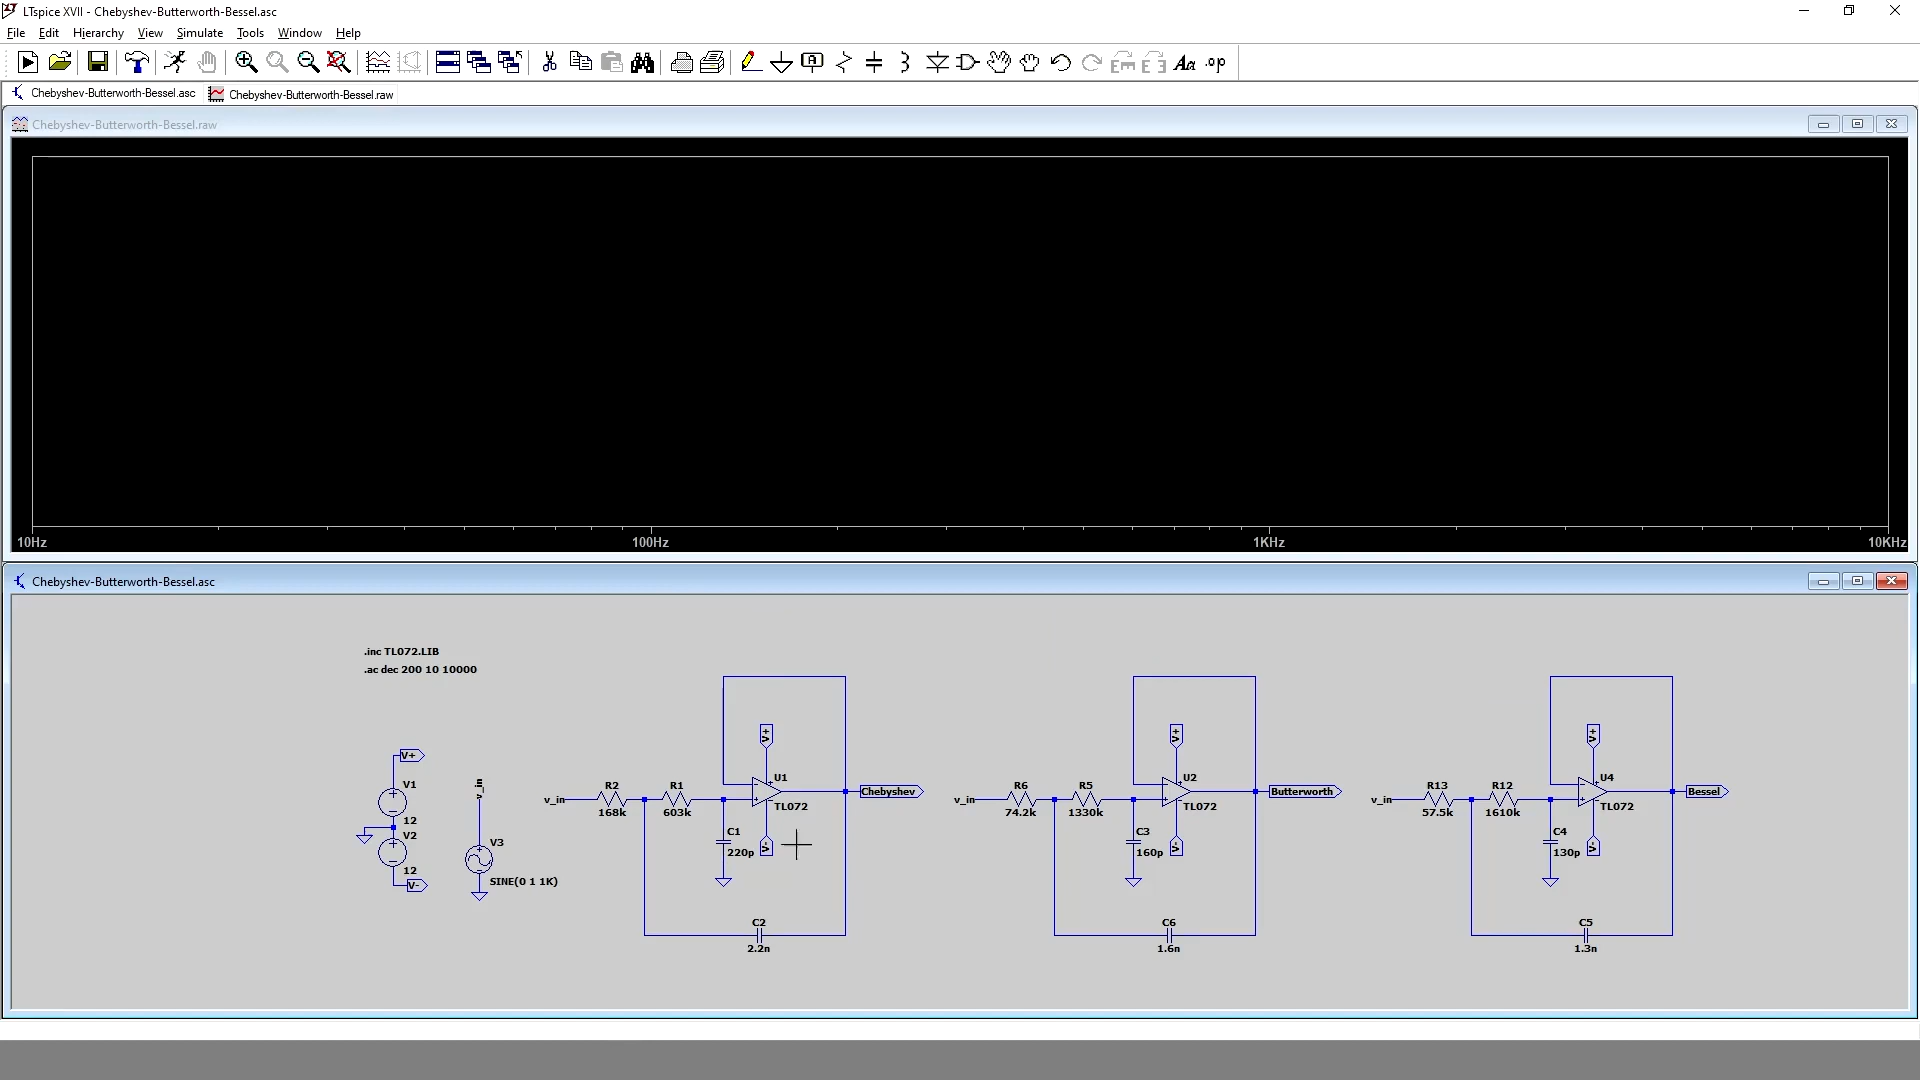 LTspice XVII - Chebyshev-Butterworth-Bessel.asc
File Edit Hierarchy View Simulate Tools Window Help
Chebyshev-Butterworth-Bessel.asc Chebyshev-Butterworth-Bessel.raw
Chebyshev-Butterworth-Bessel.raw
10Hz 100Hz 1KHz 10KHz
Chebyshev-Butterworth-Bessel.asc
.inc TL072.LIB
.ac dec 200 10 10000
V+
V1
12
V2
12
V-
v_in
V3
SINE(0 1 1K)
v_in
R2
168k
R1
603k
C1
220p
V+
U1
TL072
V-
Chebyshev
C2
2.2n
v_in
R6
74.2k
R5
1330k
C3
160p
V+
U2
TL072
V-
Butterworth
C6
1.6n
v_in
R13
57.5k
R12
1610k
C4
130p
V+
U4
TL072
V-
Bessel
C5
1.3n